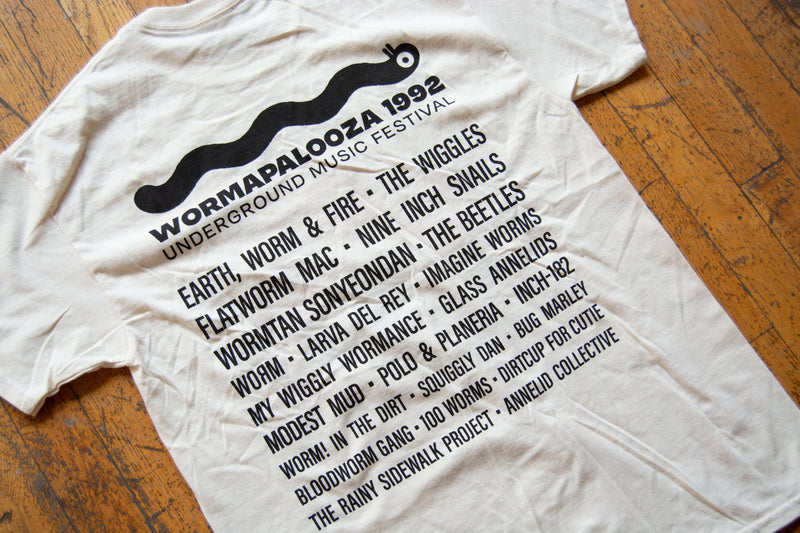 WORMAPALOOZA 1992
UNDERGROUND MUSIC FESTIVAL
EARTH, WORM & FIRE • THE WIGGLES
FLATWORM MAC • NINE INCH SNAILS
WORMTAN SONYEONDAN • THE BEETLES
WORM • LARVA DEL REY • IMAGINE WORMS
MY WIGGLY WORMANCE • GLASS ANNELIDS
MODEST MUD • POLO & PLANERIA • INCH-182
WORM! IN THE DIRT • SQUIGGLY DAN • BUG MARLEY
BLOODWORM GANG • 100 WORMS • DIRTCUP FOR CUTIE
THE RAINY SIDEWALK PROJECT • ANNELID COLLECTIVE